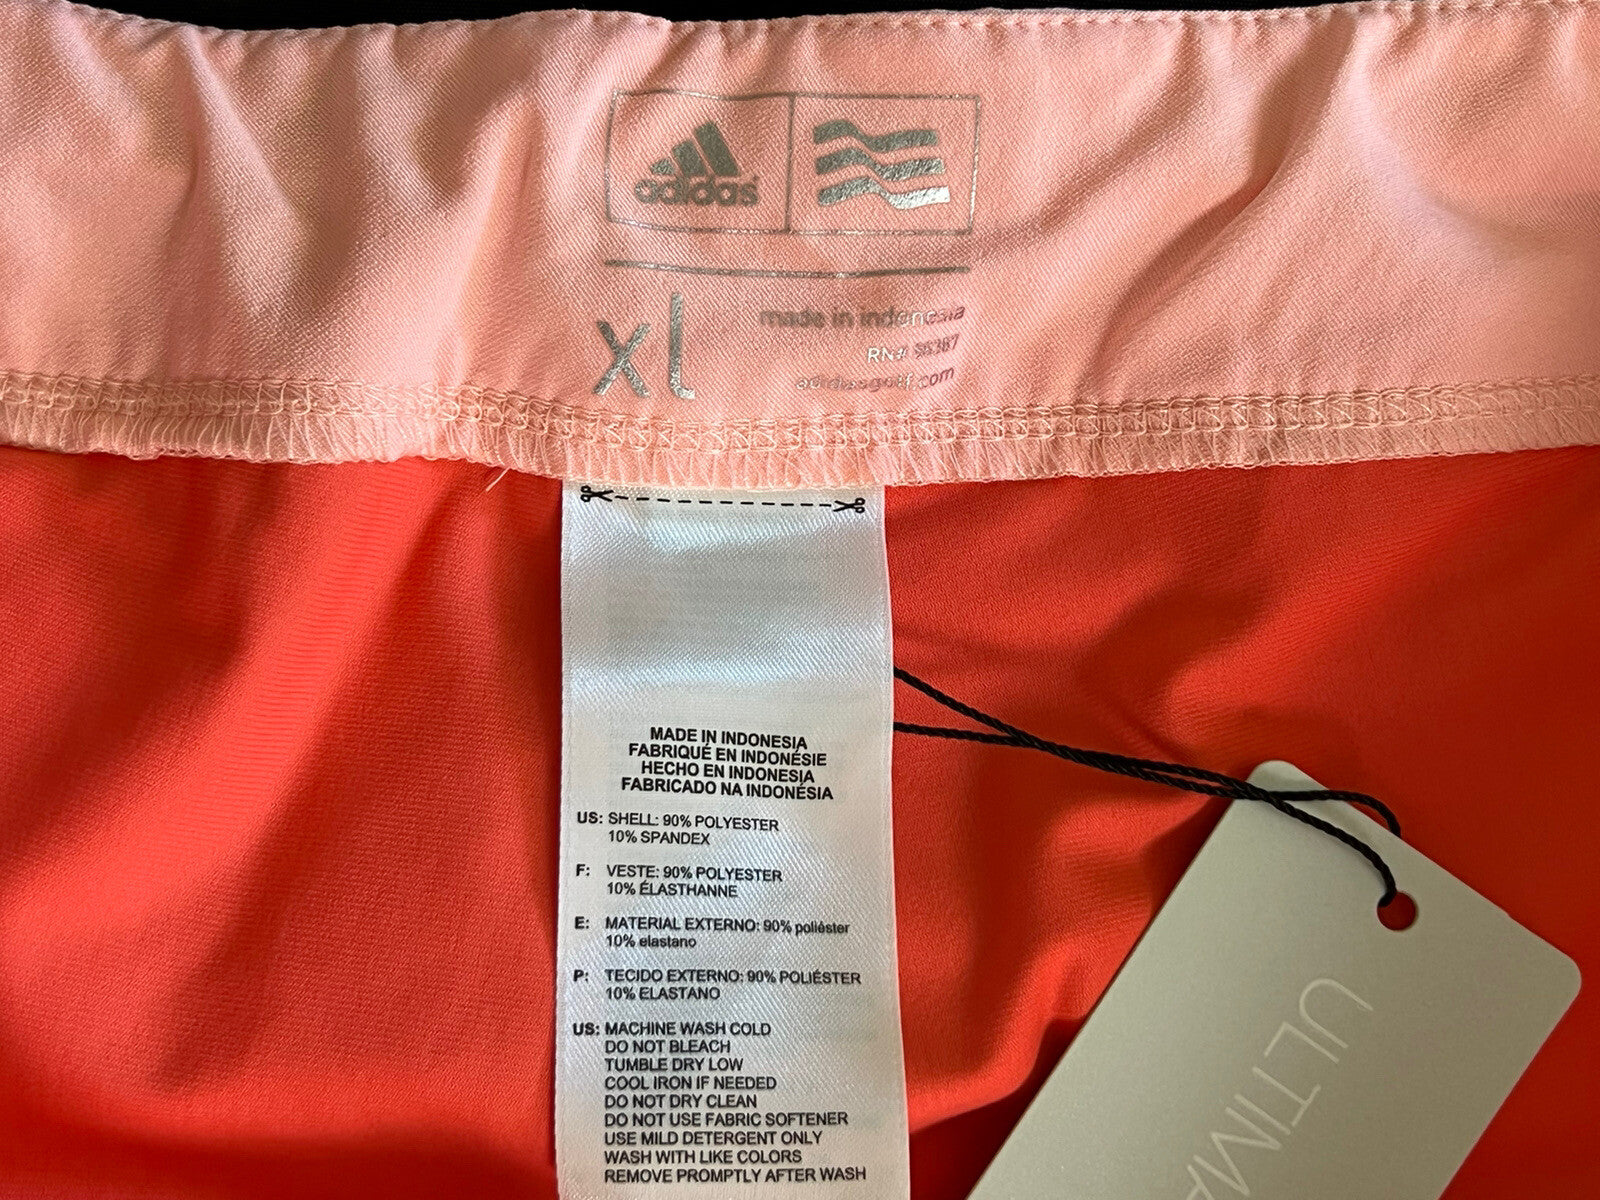 adidas
xl
made in indonesia
RN# 56387
adidasgolf.com
MADE IN INDONESIA
FABRIQUÉ EN INDONÉSIE
HECHO EN INDONESIA
FABRICADO NA INDONÉSIA
US: SHELL: 90% POLYESTER
10% SPANDEX
F: VESTE: 90% POLYESTER
10% ÉLASTHANNE
E: MATERIAL EXTERNO: 90% poliéster
10% elastano
P: TECIDO EXTERNO: 90% POLIÉSTER
10% ELASTANO
US: MACHINE WASH COLD
DO NOT BLEACH
TUMBLE DRY LOW
COOL IRON IF NEEDED
DO NOT DRY CLEAN
DO NOT USE FABRIC SOFTENER
USE MILD DETERGENT ONLY
WASH WITH LIKE COLORS
REMOVE PROMPTLY AFTER WASH
ULTIMA